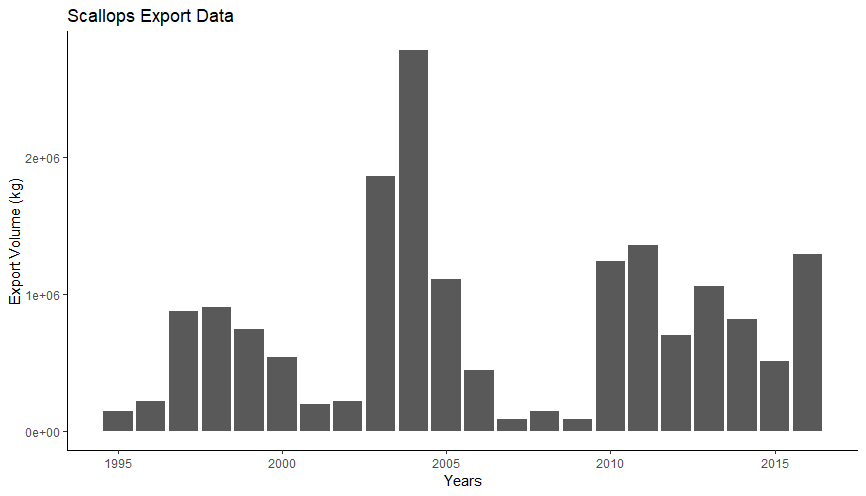 Scallops Export Data
Export Volume (kg)
2e+06
1e+06
0e+00
1995 2000 2005 2010 2015
Years